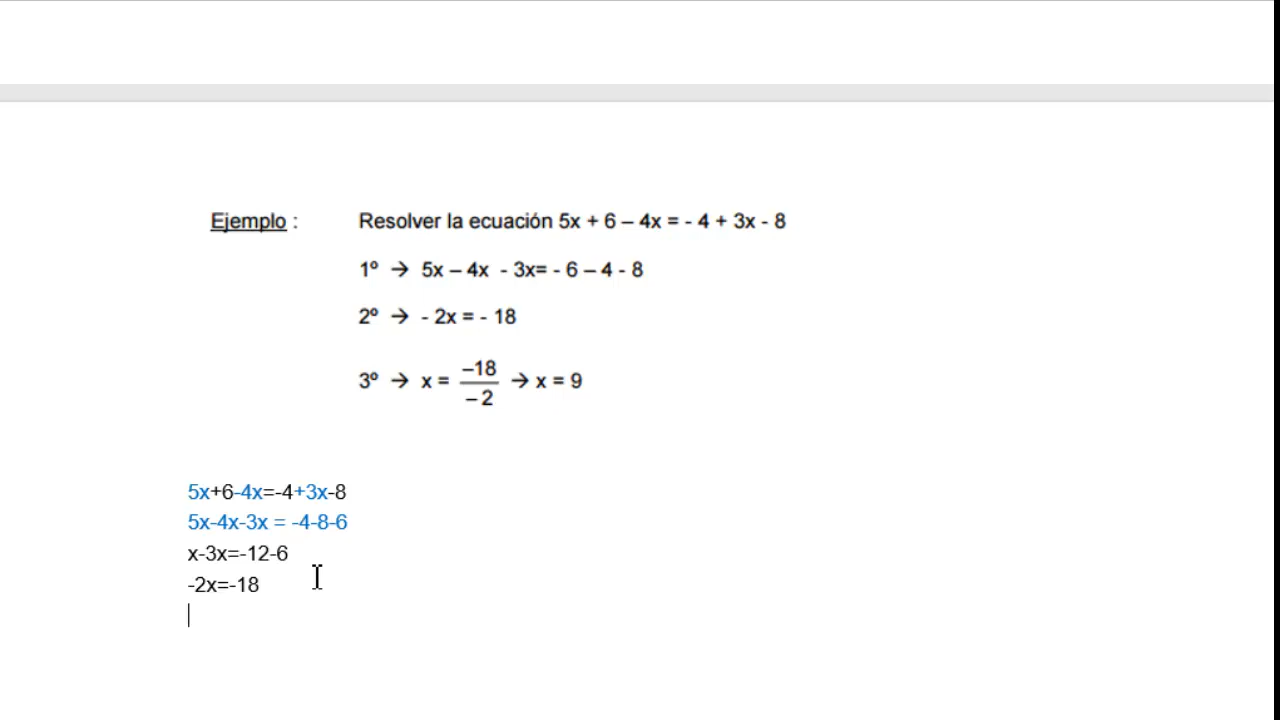 Ejemplo : Resolver la ecuación 5x + 6 – 4x = - 4 + 3x - 8
1º → 5x – 4x - 3x= - 6 – 4 - 8
2º → - 2x = - 18
3º → x = –18 / – 2 → x = 9
5x+6-4x=-4+3x-8
5x-4x-3x = -4-8-6
x-3x=-12-6
-2x=-18